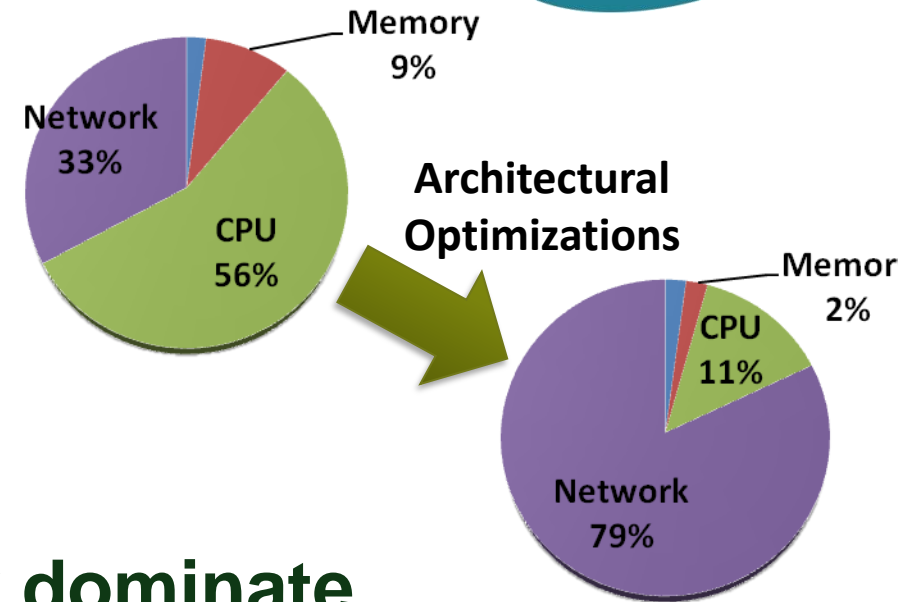 Memory
9%
Network
33%
CPU
56%
Architectural
Optimizations
Memor
2%
CPU
11%
Network
79%
dominate